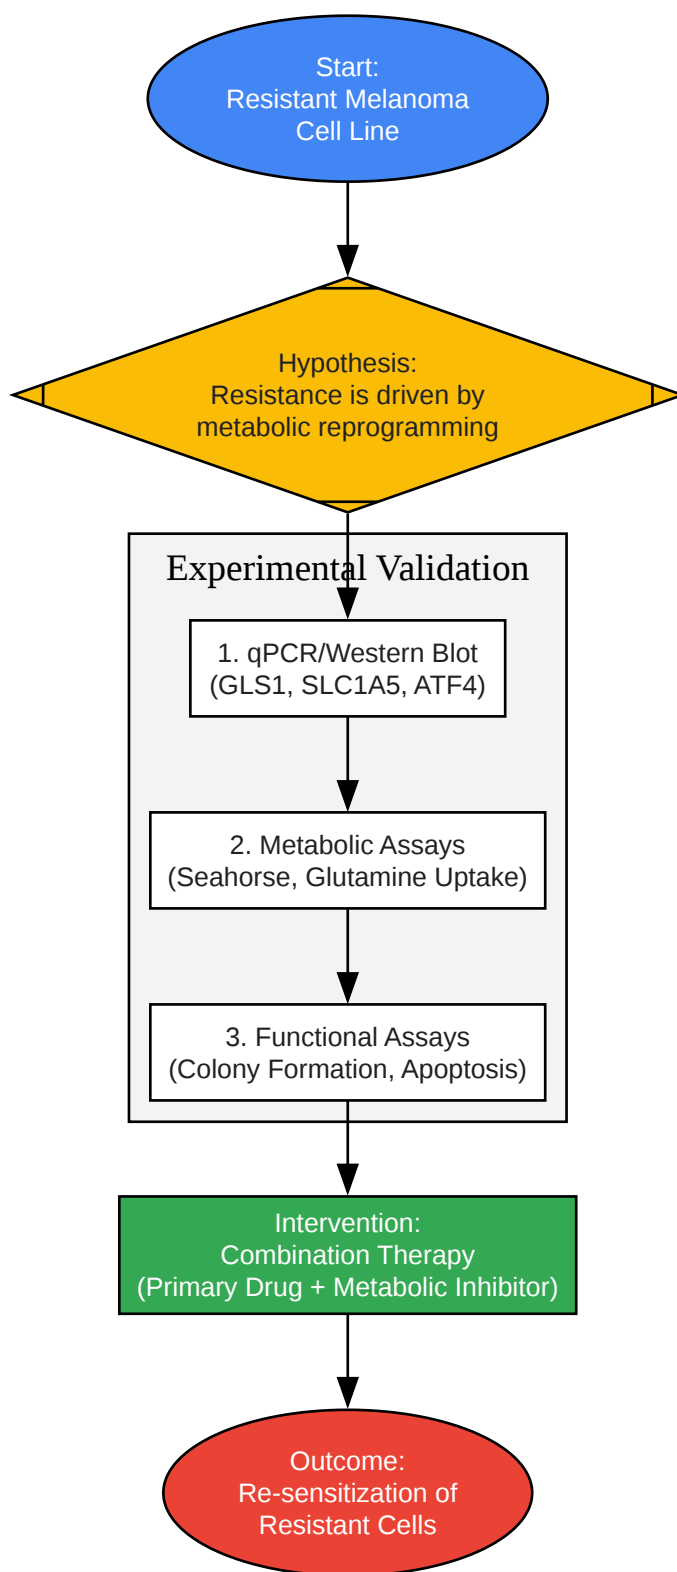 Start:
Resistant Melanoma
Cell Line
Hypothesis:
Resistance is driven by
metabolic reprogramming
Experimental Validation
1. qPCR/Western Blot
(GLS1, SLC1A5, ATF4)
2. Metabolic Assays
(Seahorse, Glutamine Uptake)
3. Functional Assays
(Colony Formation, Apoptosis)
Intervention:
Combination Therapy
(Primary Drug + Metabolic Inhibitor)
Outcome:
Re-sensitization of
Resistant Cells